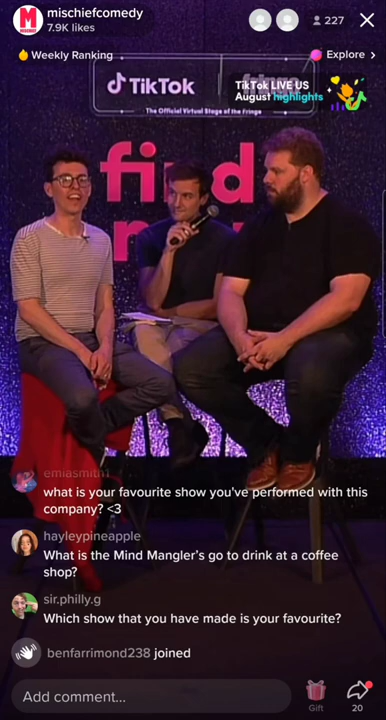 mischiefcomedy
7.9K likes
227
Weekly Ranking
Explore >
TikTok
fringe
TikTok LIVE US
August highlights
The Official Virtual Stage of the Fringe
find
emiasmith1
what is your favourite show you've performed with this
company? <3
hayleypineapple
What is the Mind Mangler's go to drink at a coffee
shop?
sir.philly.g
Which show that you have made is your favourite?
benfarrimond238 joined
Add comment...
Gift
20